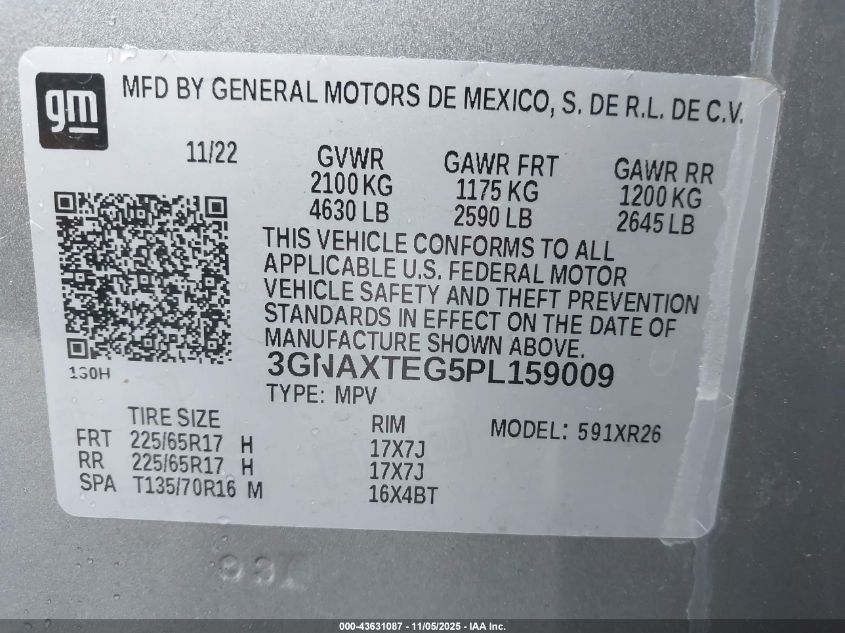 gm
MFD BY GENERAL MOTORS DE MEXICO, S. DE R.L. DE C.V.
11/22 GVWR GAWR FRT GAWR RR
2100 KG 1175 KG 1200 KG
4630 LB 2590 LB 2645 LB
THIS VEHICLE CONFORMS TO ALL
APPLICABLE U.S. FEDERAL MOTOR
VEHICLE SAFETY AND THEFT PREVENTION
STANDARDS IN EFFECT ON THE DATE OF
MANUFACTURE SHOWN ABOVE.
3GNAXTEG5PL159009
TYPE: MPV
TIRE SIZE RIM MODEL: 591XR26
FRT 225/65R17 H 17X7J
RR 225/65R17 H 17X7J
SPA T135/70R16 M 16X4BT
000-43631087 - 11/05/2025 - IAA Inc.